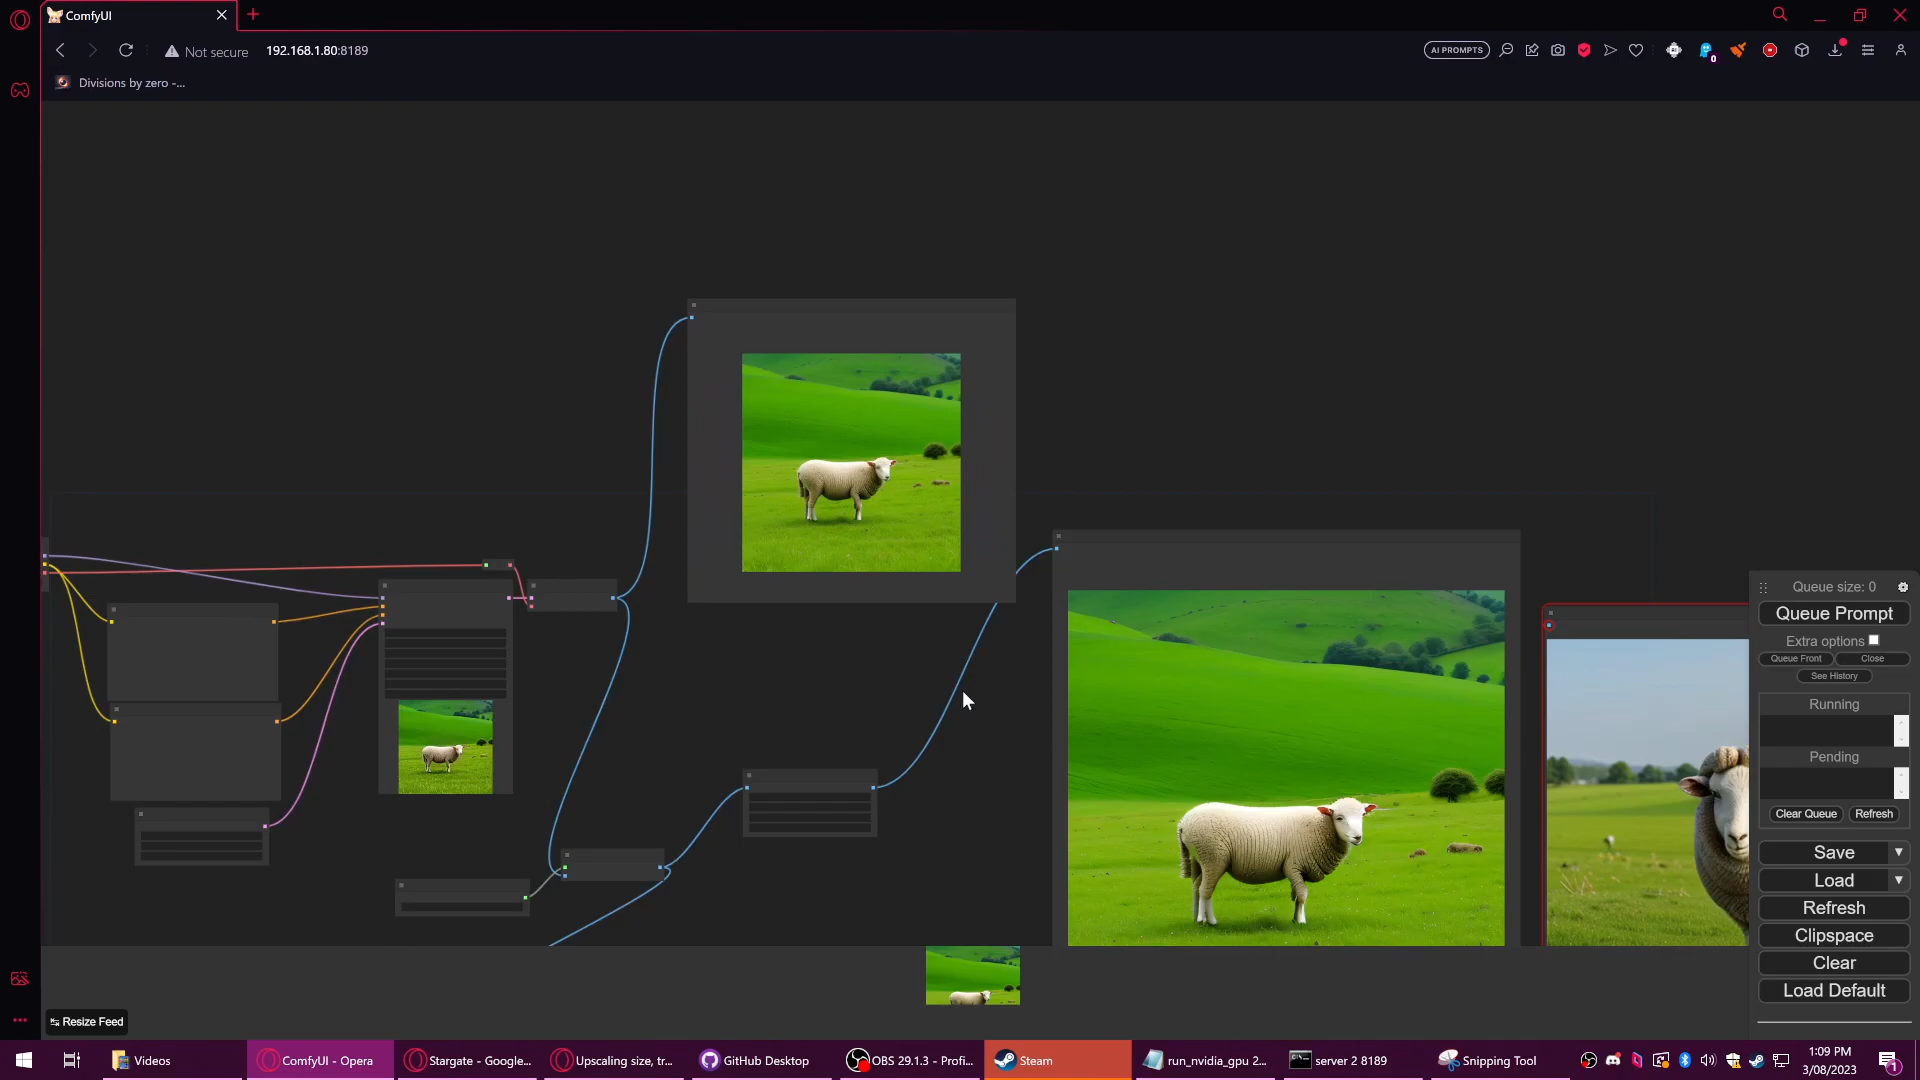 ComfyUI
Not secure
192.168.1.80:8189
AI PROMPTS
0
Divisions by zero -...
Queue size: 0
Queue Prompt
Extra options
Queue Front
Close
See History
Running
Pending
Clear Queue
Refresh
Save
Load
Refresh
Clipspace
Clear
Load Default
Resize Feed
Videos
ComfyUI - Opera
Stargate - Google...
Upscaling size, tr...
GitHub Desktop
OBS 29.1.3 - Profi...
Steam
run_nvidia_gpu 2...
server 2 8189
Snipping Tool
1:09 PM
3/08/2023
1